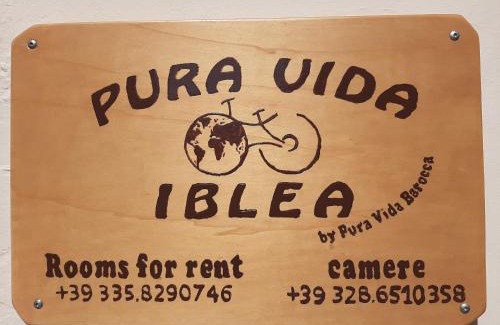 PURA VIDA
IBLEA
by Pura Vida Barocca
Rooms for rent
+39 335.8290746
camere
+39 328.6510358